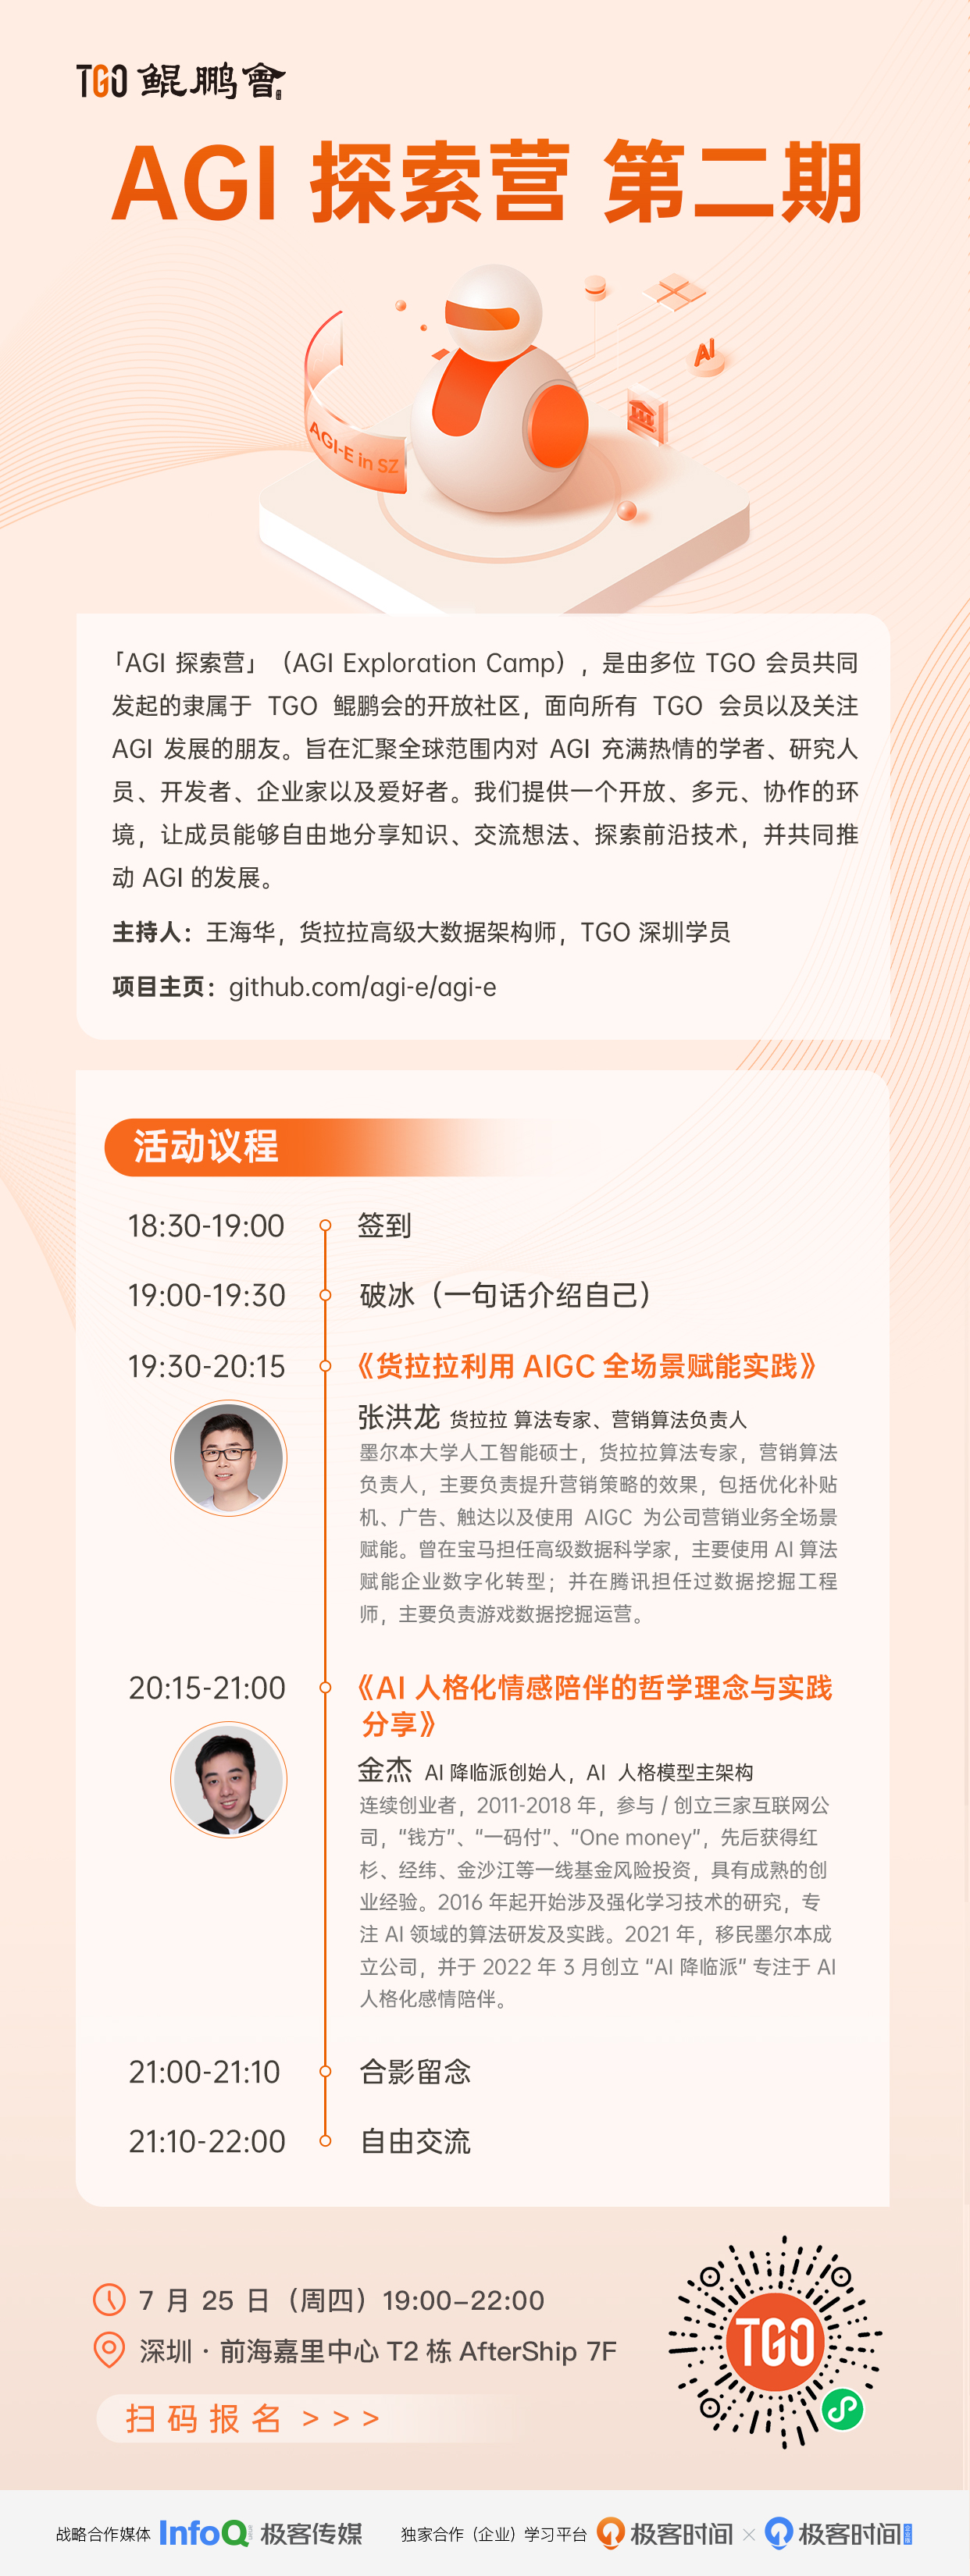 TGO 鲲鹏會
AGI 探索营 第二期
AI
AGI-E in SZ
「AGI 探索营」（AGI Exploration Camp），是由多位 TGO 会员共同
发起的隶属于 TGO 鲲鹏会的开放社区，面向所有 TGO 会员以及关注
AGI 发展的朋友。旨在汇聚全球范围内对 AGI 充满热情的学者、研究人
员、开发者、企业家以及爱好者。我们提供一个开放、多元、协作的环
境，让成员能够自由地分享知识、交流想法、探索前沿技术，并共同推
动 AGI 的发展。
主持人：王海华，货拉拉高级大数据架构师，TGO 深圳学员
项目主页：github.com/agi-e/agi-e
活动议程
18:30-19:00 签到
19:00-19:30 破冰（一句话介绍自己）
19:30-20:15 《货拉拉利用 AIGC 全场景赋能实践》
张洪龙 货拉拉 算法专家、营销算法负责人
墨尔本大学人工智能硕士，货拉拉算法专家，营销算法
负责人，主要负责提升营销策略的效果，包括优化补贴
机、广告、触达以及使用 AIGC 为公司营销业务全场景
赋能。曾在宝马担任高级数据科学家，主要使用 AI 算法
赋能企业数字化转型；并在腾讯担任过数据挖掘工程
师，主要负责游戏数据挖掘运营。
20:15-21:00 《AI 人格化情感陪伴的哲学理念与实践
分享》
金杰 AI 降临派创始人，AI 人格模型主架构
连续创业者，2011-2018 年，参与 / 创立三家互联网公
司，“钱方”、“一码付”、“One money”，先后获得红
杉、经纬、金沙江等一线基金风险投资，具有成熟的创
业经验。2016 年起开始涉及强化学习技术的研究，专
注 AI 领域的算法研发及实践。2021 年，移民墨尔本成
立公司，并于 2022 年 3 月创立 “AI 降临派” 专注于 AI
人格化感情陪伴。
21:00-21:10 合影留念
21:10-22:00 自由交流
7 月 25 日（周四）19:00-22:00
深圳 · 前海嘉里中心 T2 栋 AfterShip 7F
扫码报名 > > >
TGO
战略合作媒体 InfoQ 极客传媒 独家合作（企业）学习平台 极客时间 × 极客时间